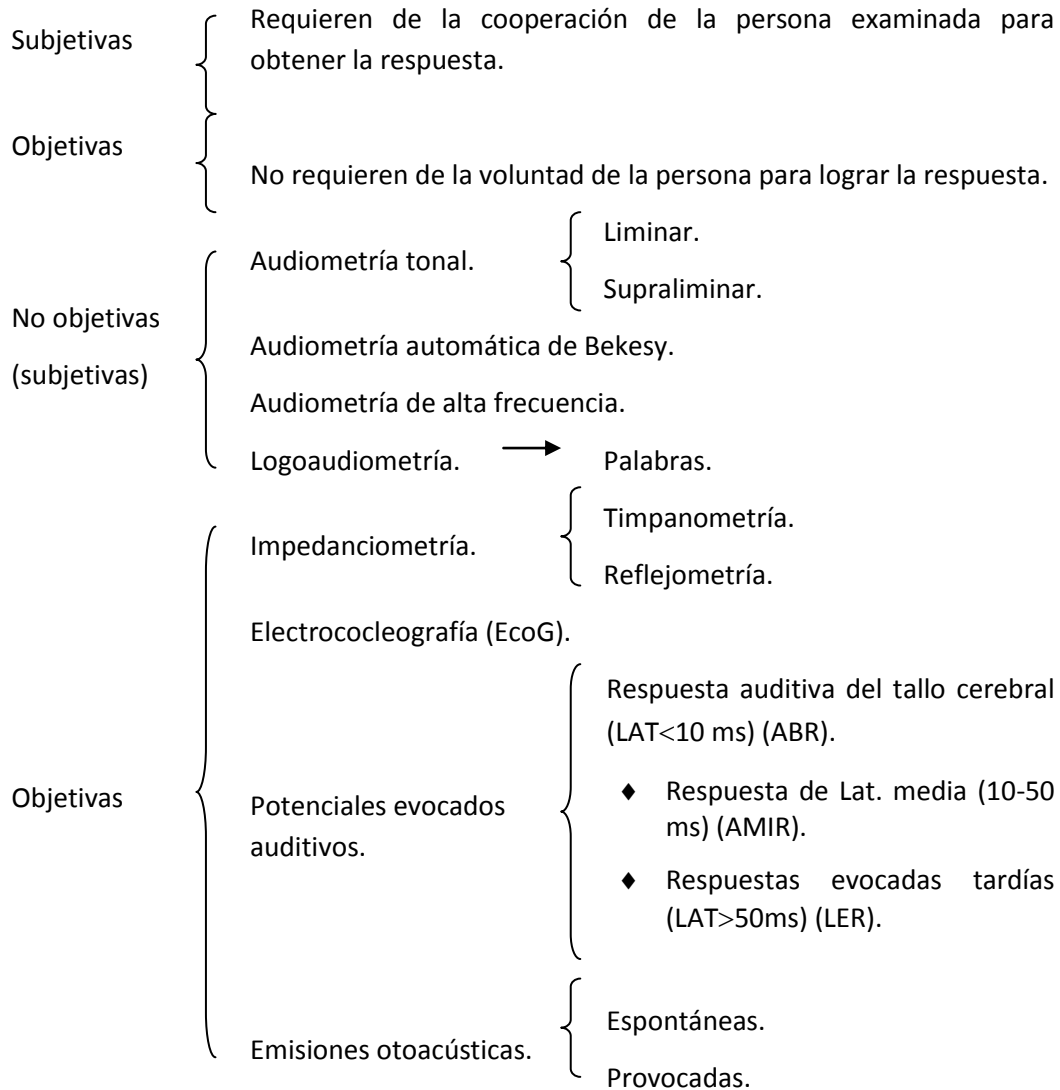 Subjetivas
Requieren de la cooperación de la persona examinada para
obtener la respuesta.
Objetivas
No requieren de la voluntad de la persona para lograr la respuesta.
No objetivas
(subjetivas)
Audiometría tonal.
Liminar.
Supraliminar.
Audiometría automática de Bekesy.
Audiometría de alta frecuencia.
Logoaudiometría.
Palabras.
Objetivas
Impedanciometría.
Timpanometría.
Reflejometría.
Electrococleografía (EcoG).
Potenciales evocados
auditivos.
Respuesta auditiva del tallo cerebral
(LAT<10 ms) (ABR).
♦ Respuesta de Lat. media (10-50
ms) (AMIR).
♦ Respuestas evocadas tardías
(LAT>50ms) (LER).
Emisiones otoacústicas.
Espontáneas.
Provocadas.